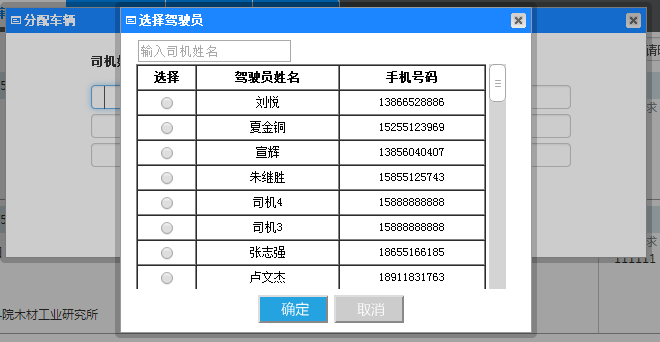 分配车辆
选择驾驶员
输入司机姓名
选择 驾驶员姓名 手机号码
刘悦 13866528886
夏金铜 15255123969
宣辉 13856040407
朱继胜 15855125743
司机4 15888888888
司机3 15888888888
张志强 18655166185
卢文杰 18911831763
确定 取消
司机姓
请时
求
求
111111
院木材工业研究所